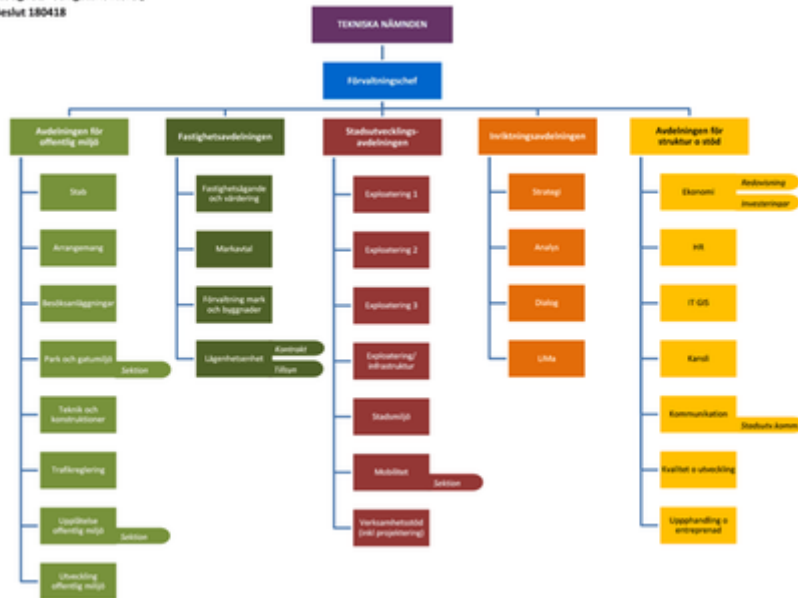 Beslut 180418
TEKNISKA NÄMNDEN
Förvaltningschef
Avdelningen för
offentlig miljö
Fastighetsavdelningen
Stadsutvecklings-
avdelningen
Inriktningsavdelningen
Avdelningen för
struktur o stöd
Stab
Arrangemang
Besöksanläggningar
Park och gatumiljö
Sektion
Teknik och
konstruktioner
Trafikreglering
Upplåtelse
offentlig miljö
Sektion
Utveckling
offentlig miljö
Fastighetsägande
och värdering
Markavtal
Förvaltning mark
och byggnader
Lägenhetsenhet
Kontrakt
Tillsyn
Exploatering 1
Exploatering 2
Exploatering 3
Exploatering/
infrastruktur
Stadsmiljö
Mobilitet
Sektion
Verksamhetsstöd
(inkl projektering)
Strategi
Analys
Dialog
LIMa
Ekonomi
Redovisning
Investeringar
HR
IT GIS
Kansli
Kommunikation
Stadsutv komm
Kvalitet o utveckling
Upphandling o
entreprenad